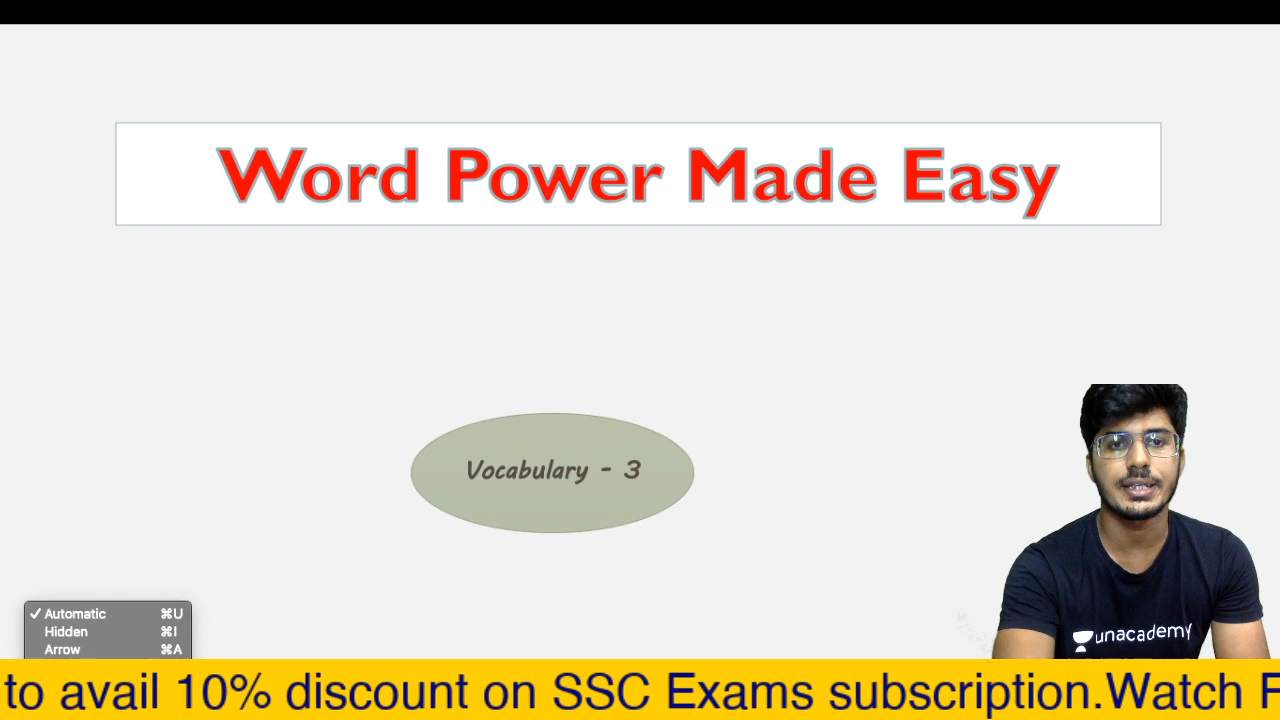 Word Power Made Easy
Vocabulary - 3
✓ Automatic ⌘U
Hidden ⌘I
Arrow ⌘A
unacademy
to avail 10% discount on SSC Exams subscription.Watch